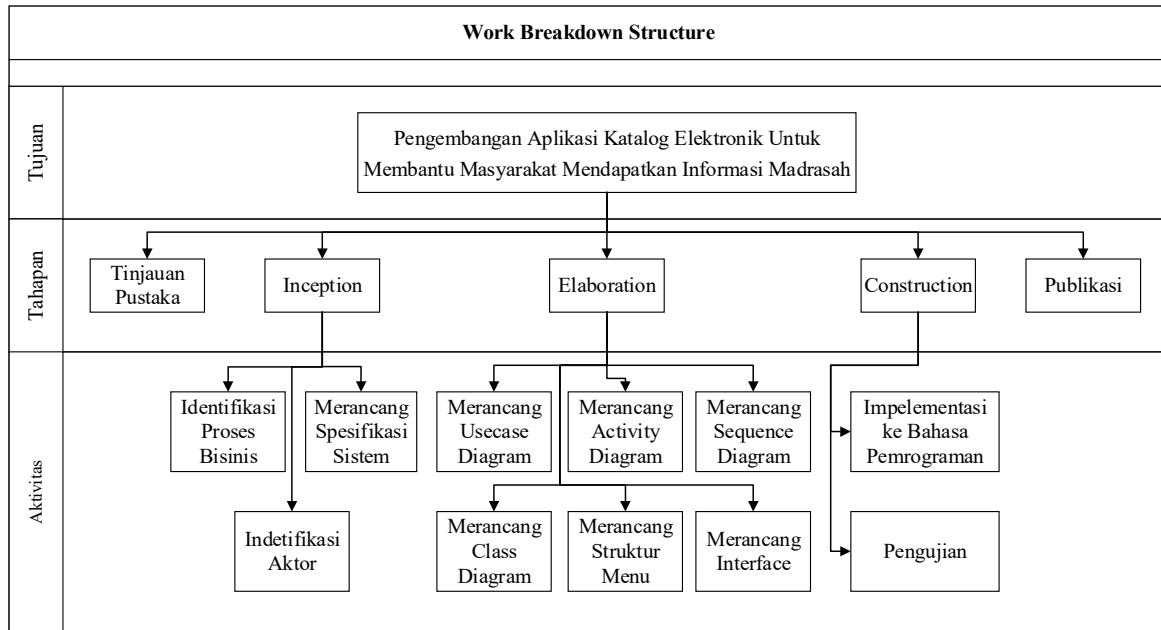 Work Breakdown Structure
Tujuan
Pengembangan Aplikasi Katalog Elektronik Untuk
Membantu Masyarakat Mendapatkan Informasi Madrasah
Tahapan
Tinjauan
Pustaka
Inception
Elaboration
Construction
Publikasi
Aktivitas
Identifikasi
Proses
Bisinis
Merancang
Spesifikasi
Sistem
Merancang
Usecase
Diagram
Merancang
Activity
Diagram
Merancang
Sequence
Diagram
Impelementasi
ke Bahasa
Pemrograman
Indetifikasi
Aktor
Merancang
Class
Diagram
Merancang
Struktur
Menu
Merancang
Interface
Pengujian